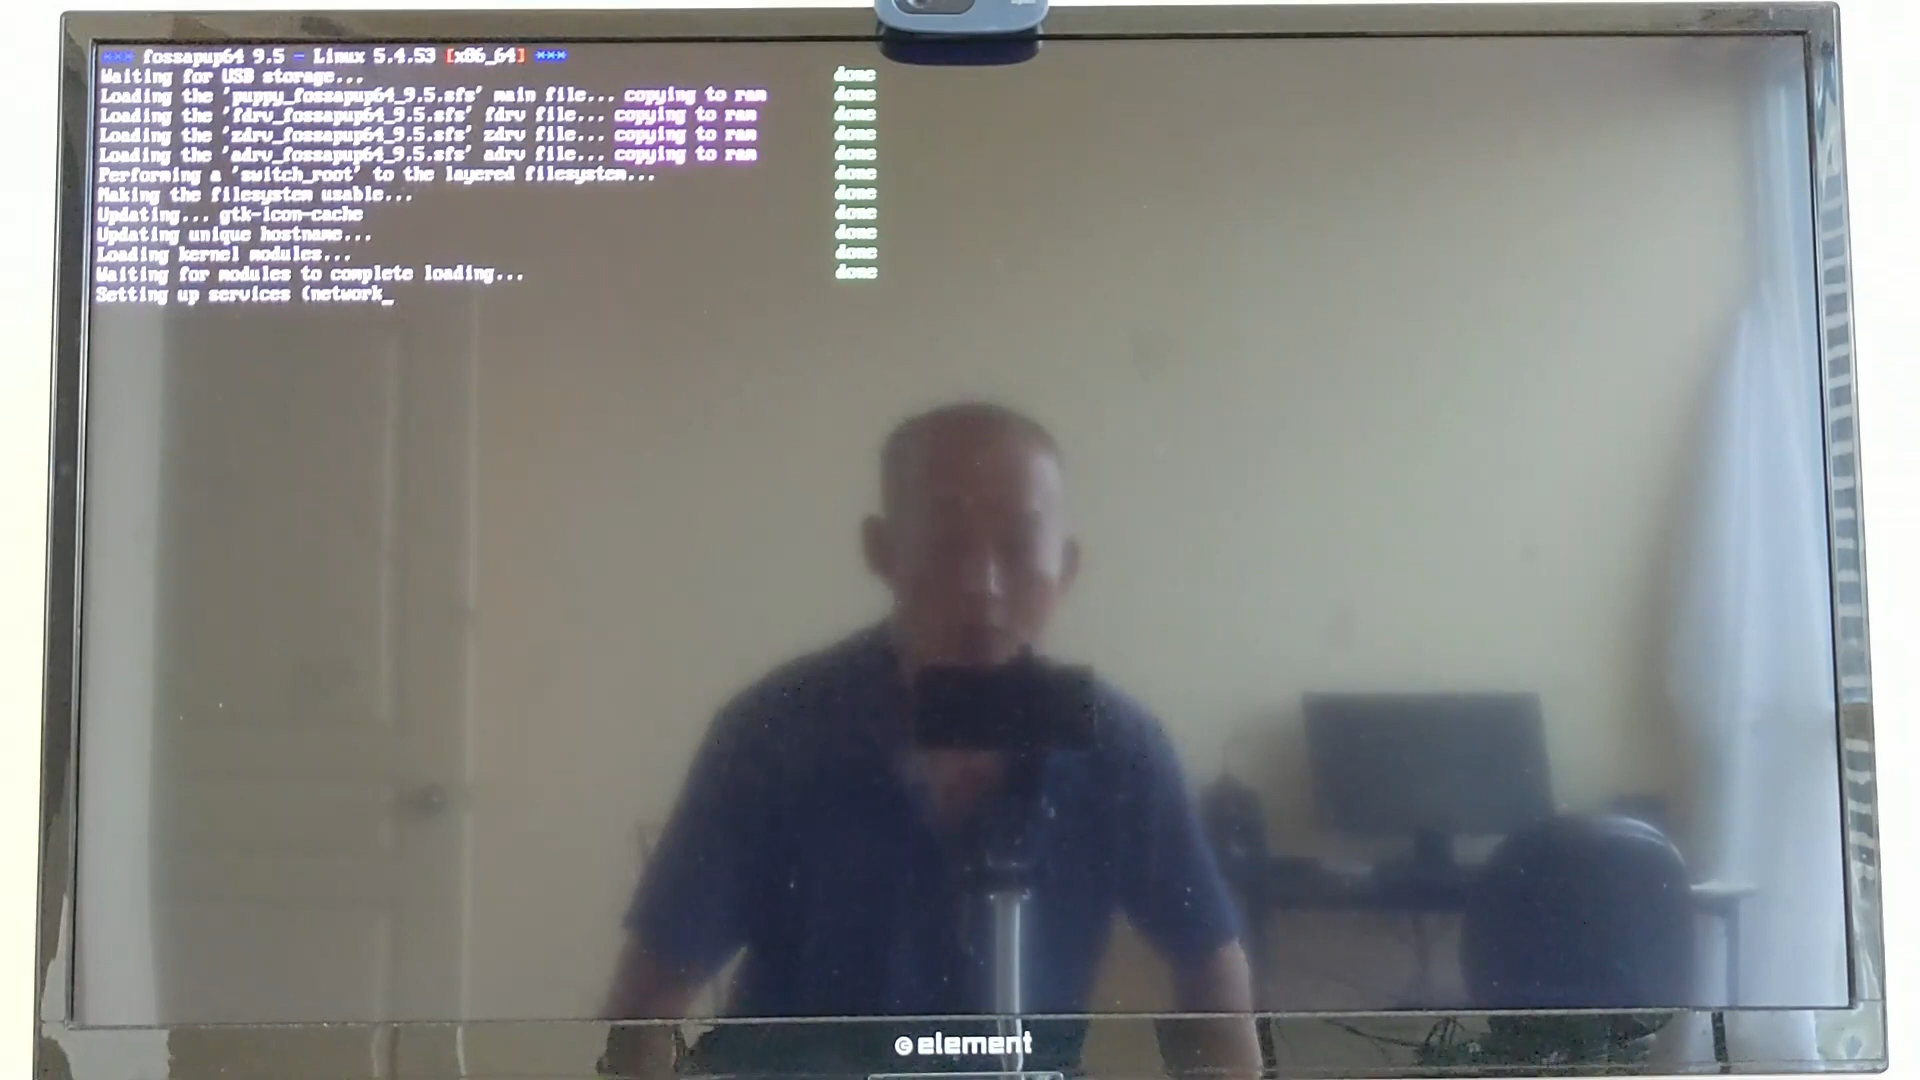 *** fossapup64 9.5 - Linux 5.4.53 [x86_64] ***
Waiting for USB storage... done
Loading the 'puppy_fossapup64_9.5.sfs' main file... copying to ram done
Loading the 'fdrv_fossapup64_9.5.sfs' fdrv file... copying to ram done
Loading the 'zdrv_fossapup64_9.5.sfs' zdrv file... copying to ram done
Loading the 'adrv_fossapup64_9.5.sfs' adrv file... copying to ram done
Performing a 'switch_root' to the layered filesystem... done
Making the filesystem usable... done
Updating... gtk-icon-cache done
Updating unique hostname... done
Loading kernel modules... done
Waiting for modules to complete loading... done
Setting up services (network_
element